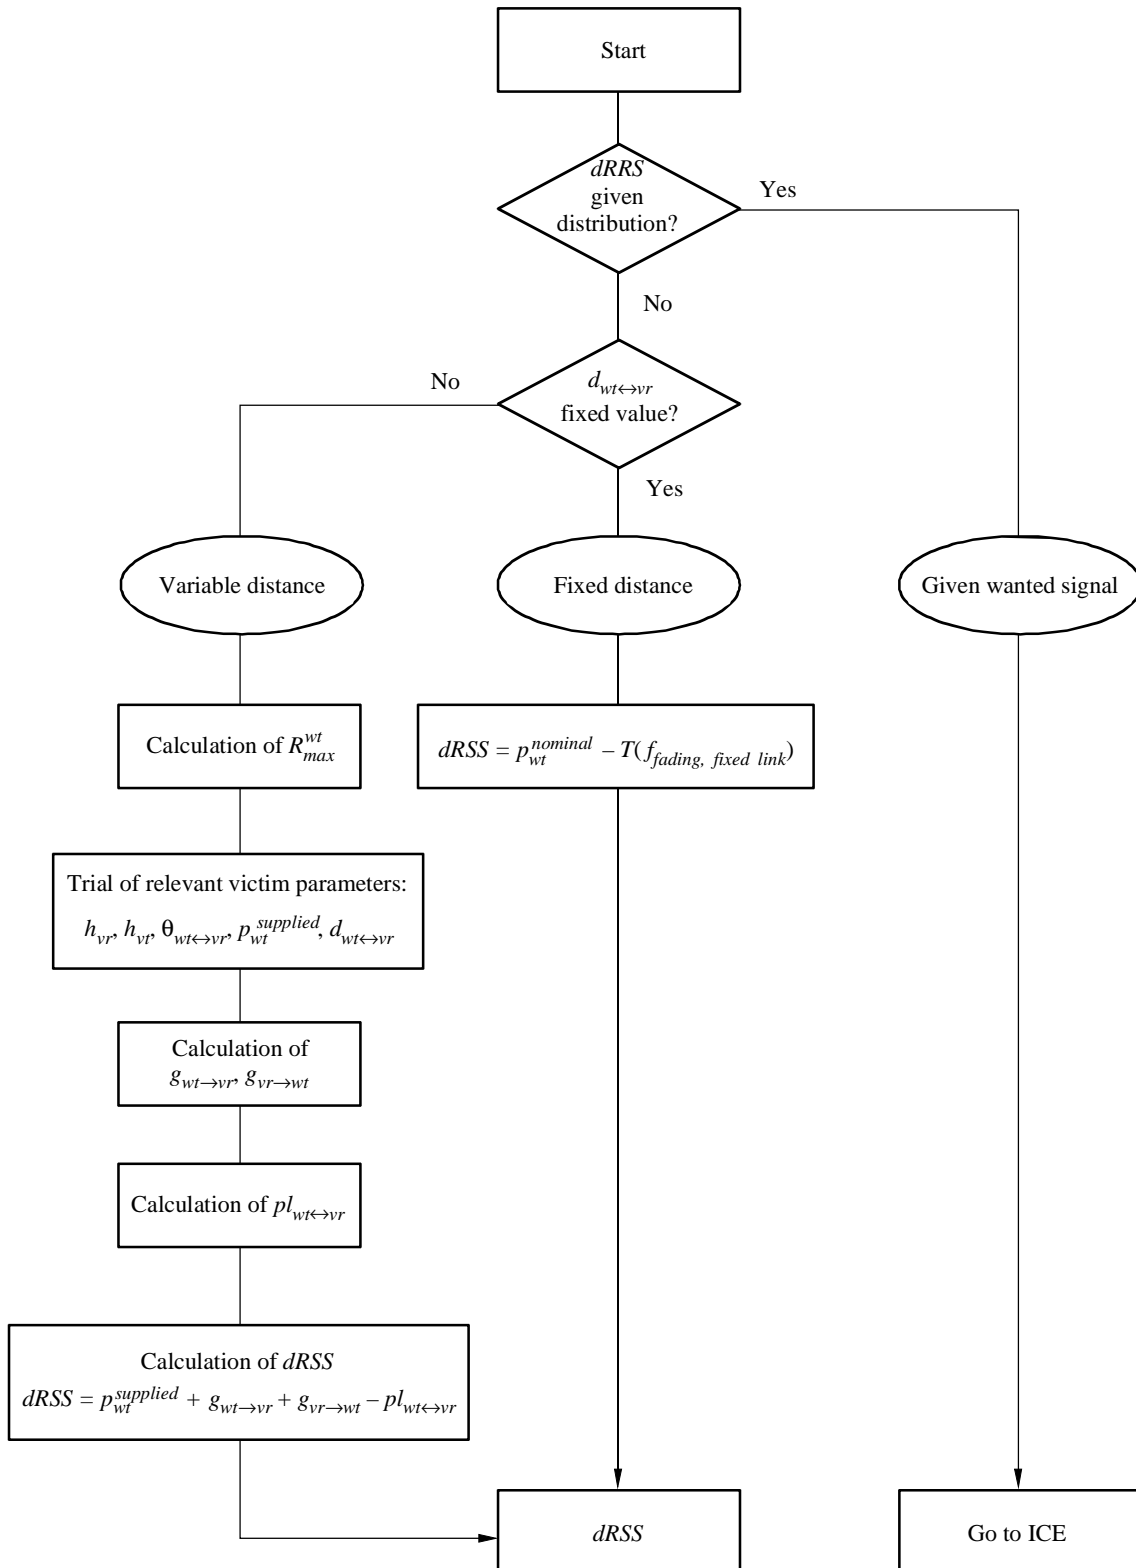 Start
dRRS
given
distribution?
Yes
No
d_{wt↔vr}
fixed value?
No
Yes
Variable distance
Fixed distance
Given wanted signal
Calculation of R_{max}^{wt}
dRSS = p_{wt}^{nominal} – T(f_{fading, fixed link})
Trial of relevant victim parameters:
h_{vr}, h_{vt}, θ_{wt↔vr}, p_{wt}^{supplied}, d_{wt↔vr}
Calculation of
g_{wt→vr}, g_{vr→wt}
Calculation of pl_{wt↔vr}
Calculation of dRSS
dRSS = p_{wt}^{supplied} + g_{wt→vr} + g_{vr→wt} – pl_{wt↔vr}
dRSS
Go to ICE